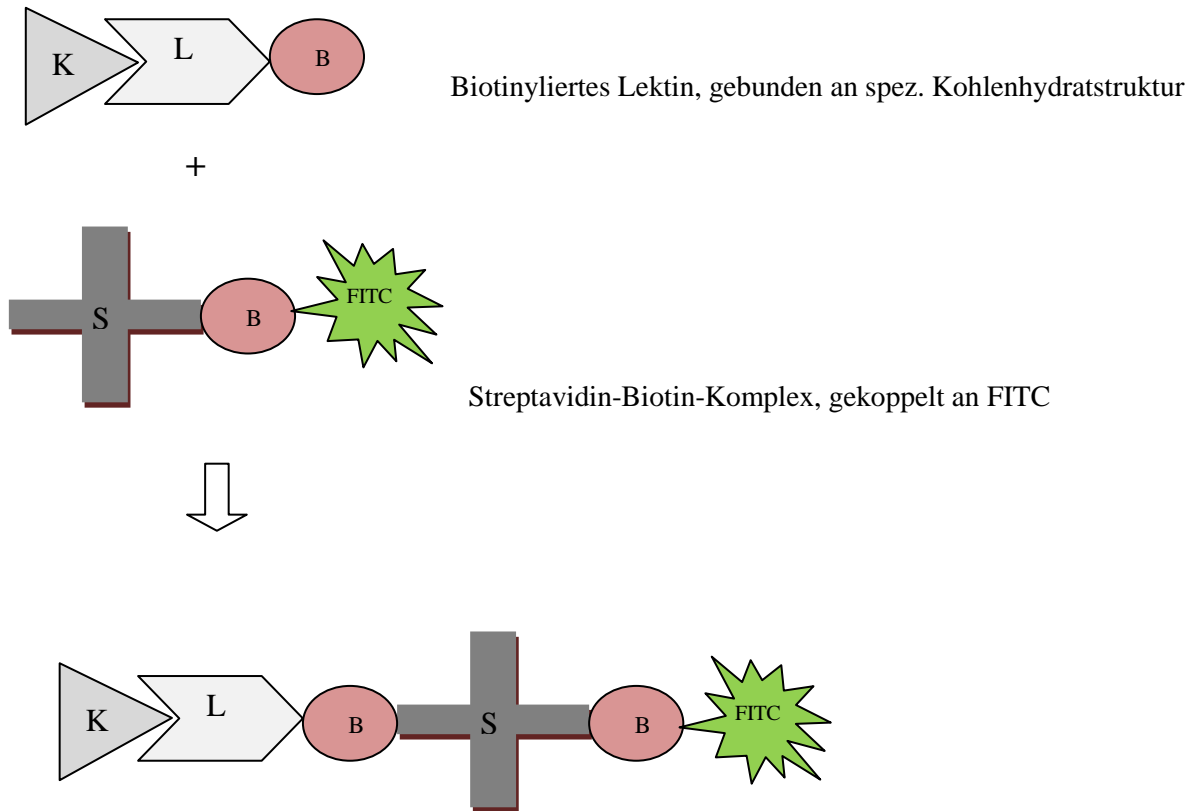 K L B
Biotinyliertes Lektin, gebunden an spez. Kohlenhydratstruktur
+
S B FITC
Streptavidin-Biotin-Komplex, gekoppelt an FITC
K L B S B FITC